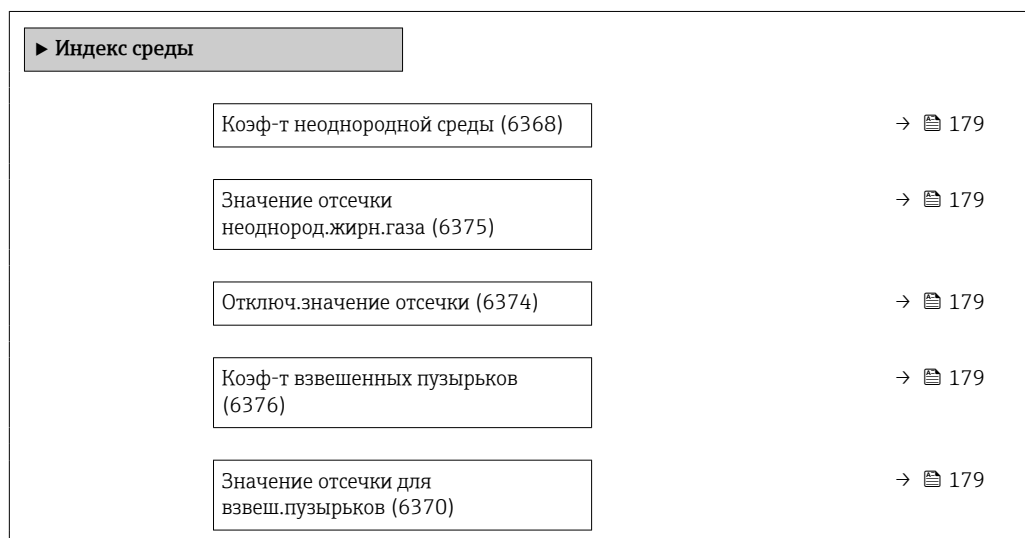 ▶ Индекс среды
Коэф-т неоднородной среды (6368) → 179
Значение отсечки → 179
неоднород.жирн.газа (6375)
Отключ.значение отсечки (6374) → 179
Коэф-т взвешенных пузырьков → 179
(6376)
Значение отсечки для → 179
взвеш.пузырьков (6370)